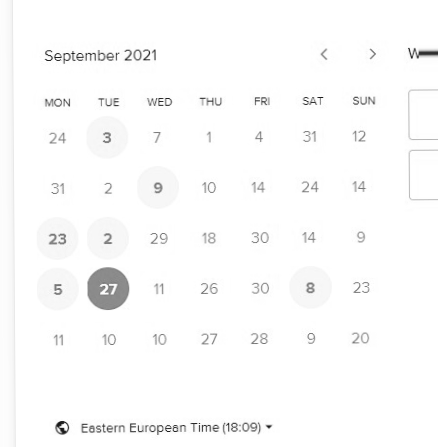 September 2021
MON TUE WED THU FRI SAT SUN
24 3 7 1 4 31 12
31 2 9 10 14 24 14
23 2 29 18 30 14 9
5 27 11 26 30 8 23
11 10 10 27 28 9 20
Eastern European Time (18:09)